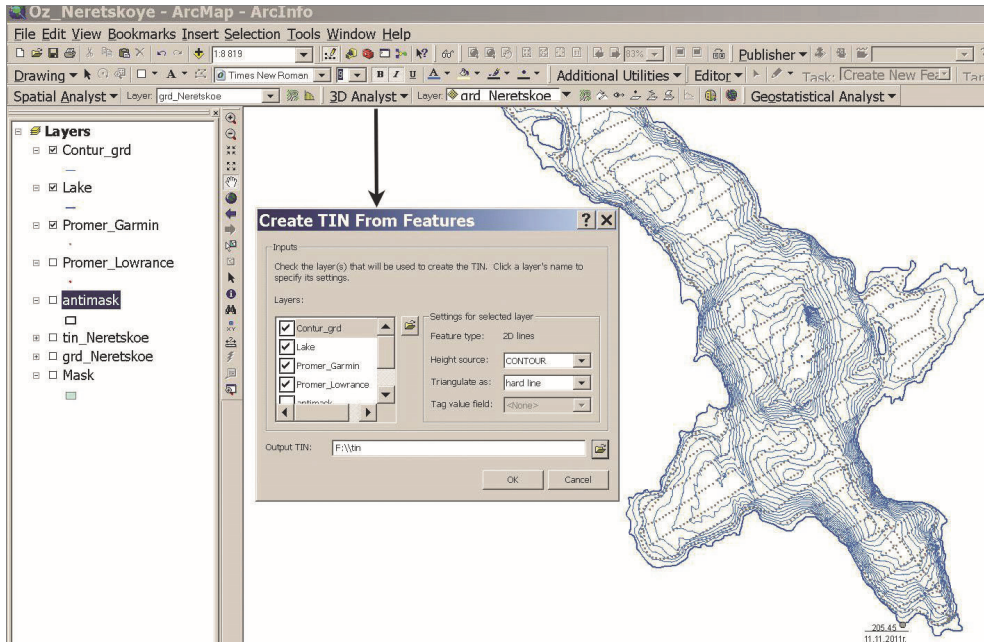 Oz_Neretskoye - ArcMap - ArcInfo
File Edit View Bookmarks Insert Selection Tools Window Help
1:8 819
83%
Publisher
Drawing
A
Times New Roman
8
B I U
A
Additional Utilities
Editor
Task: Create New Fea
Tar
Spatial Analyst
Layer: grd_Neretskoe
3D Analyst
Layer: grd_Neretskoe
Geostatistical Analyst
Layers
Contur_grd
Lake
Promer_Garmin
Promer_Lowrance
antimask
tin_Neretskoe
grd_Neretskoe
Mask
Create TIN From Features
Inputs
Check the layer(s) that will be used to create the TIN. Click a layer's name to
specify its settings.
Layers:
Contur_grd
Lake
Promer_Garmin
Promer_Lowrance
antimask
Settings for selected layer
Feature type: 2D lines
Height source: CONTOUR
Triangulate as: hard line
Tag value field: <None>
Output TIN: F:\\tin
OK Cancel
205.45
11.11.2011г.